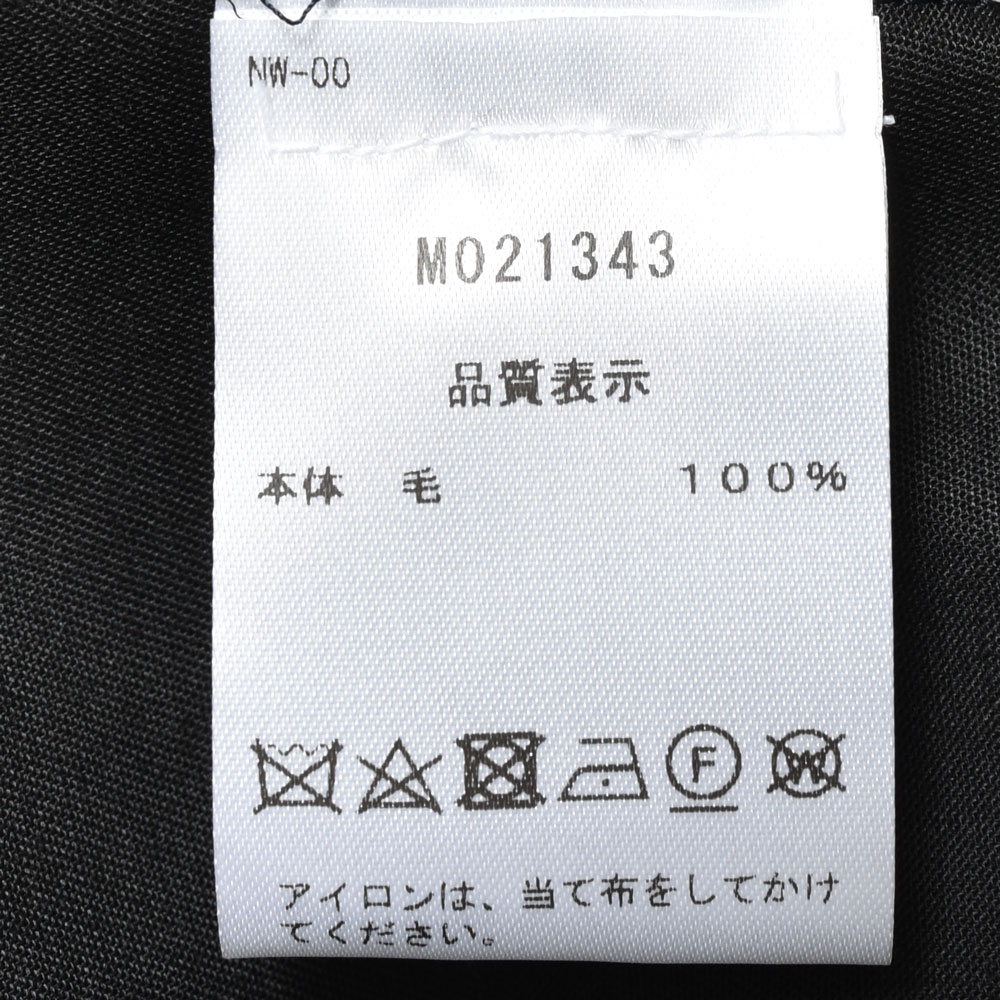 NW-00
M021343
品質表示
本体　毛　１００％
F
W
アイロンは、当て布をしてかけ
てください。